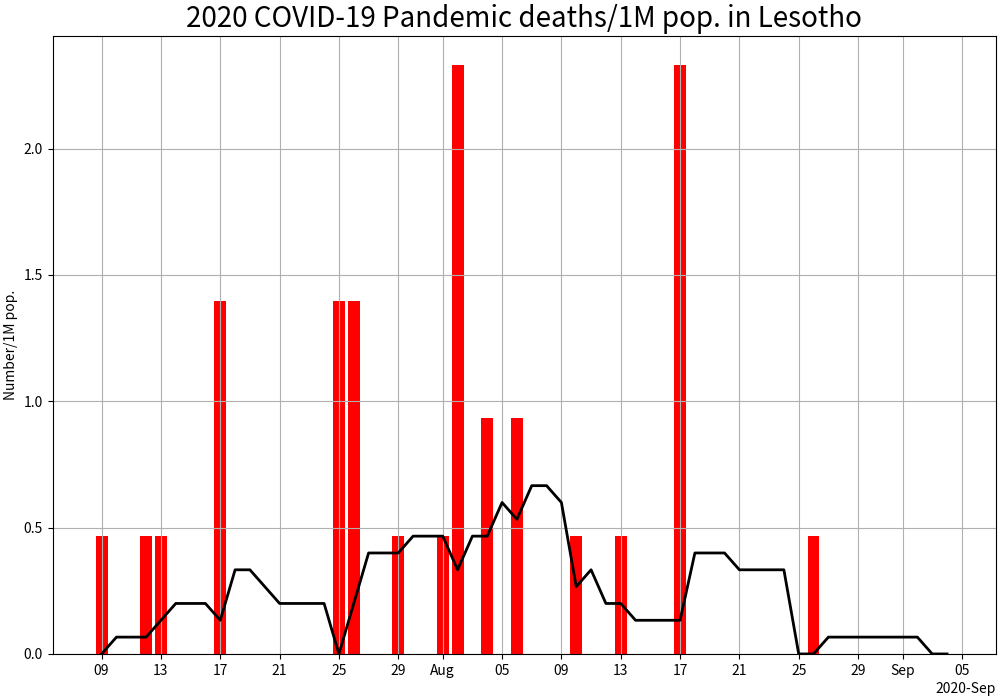 2020 COVID-19 Pandemic deaths/1M pop. in Lesotho
Number/1M pop.
2.0
1.5
1.0
0.5
0.0
09 13 17 21 25 29 Aug 05 09 13 17 21 25 29 Sep 05
2020-Sep